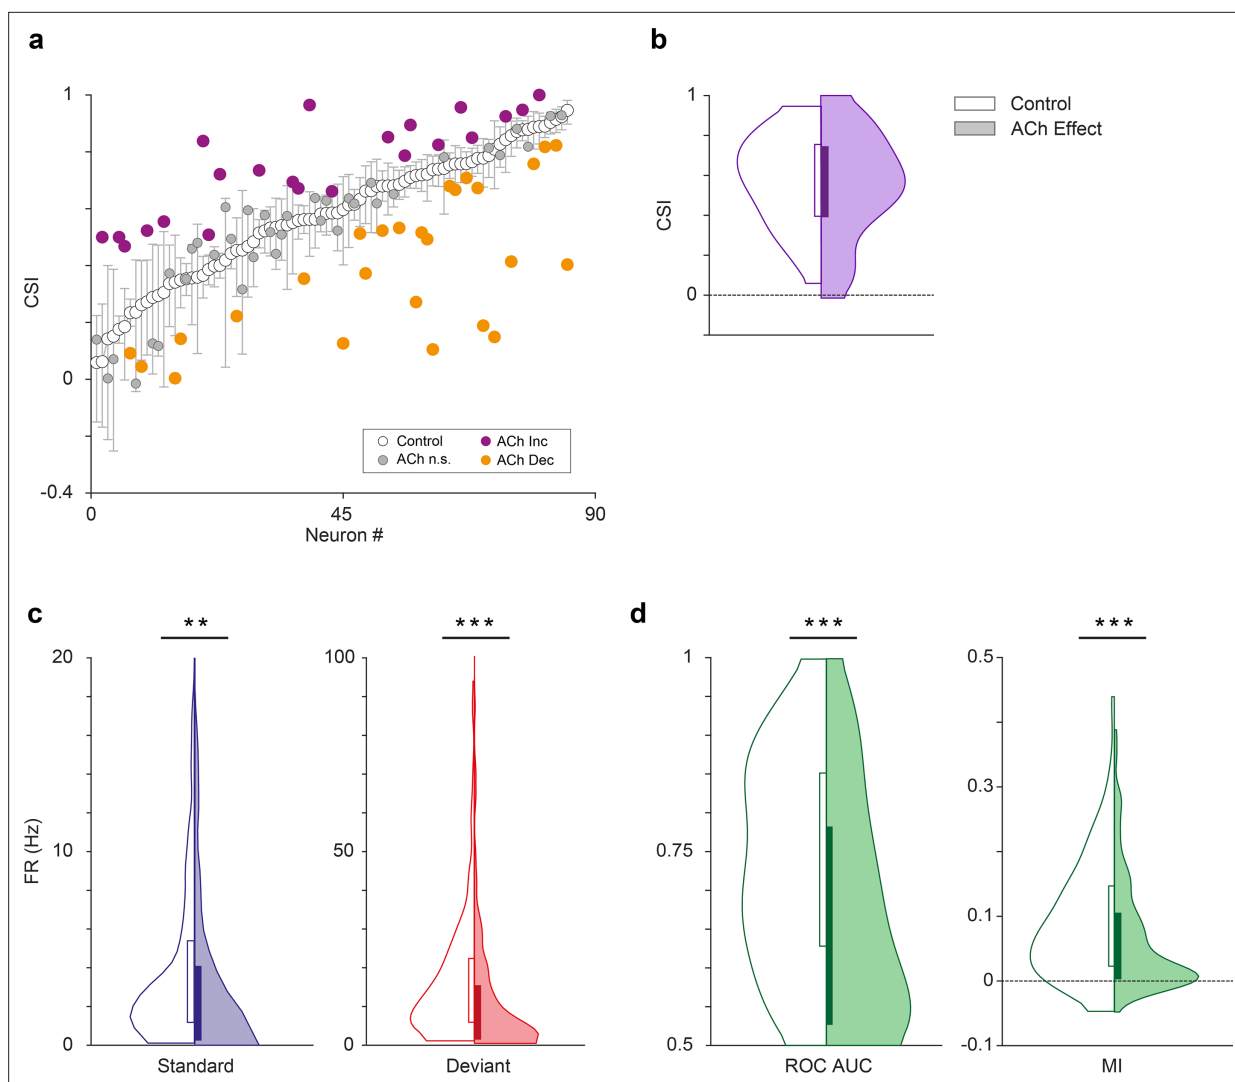 a
1
CSI
0
-0.4
0
45
90
Neuron #
Control
ACh n.s.
ACh Inc
ACh Dec
b
1
CSI
0
Control
ACh Effect
c
**
20
FR (Hz)
10
0
Standard
***
100
50
0
Deviant
d
***
1
0.75
0.5
ROC AUC
***
0.5
0.3
0.1
0
-0.1
MI